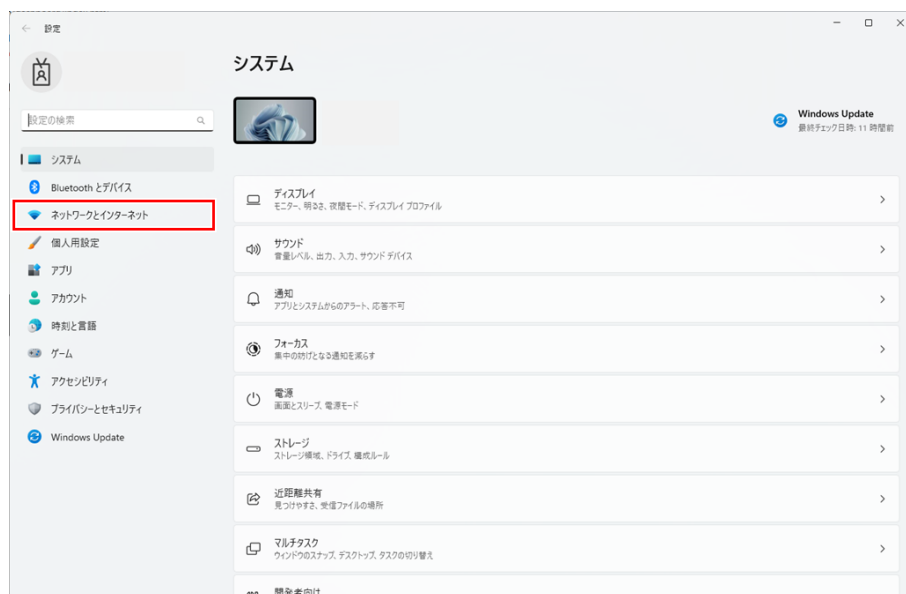 設定
システム
設定の検索
Windows Update
最終チェック日時: 11 時間前
システム
Bluetooth とデバイス
ネットワークとインターネット
個人用設定
アプリ
アカウント
時刻と言語
ゲーム
アクセシビリティ
プライバシーとセキュリティ
Windows Update
ディスプレイ
モニター、明るさ、夜間モード、ディスプレイ プロファイル
サウンド
音量レベル、出力、入力、サウンド デバイス
通知
アプリとシステムからのアラート、応答不可
フォーカス
集中の妨げとなる通知を減らす
電源
画面とスリープ、電源モード
ストレージ
ストレージ領域、ドライブ、構成ルール
近距離共有
見つけやすさ、受信ファイルの場所
マルチタスク
ウィンドウのスナップ、デスクトップ、タスクの切り替え
開発者向け